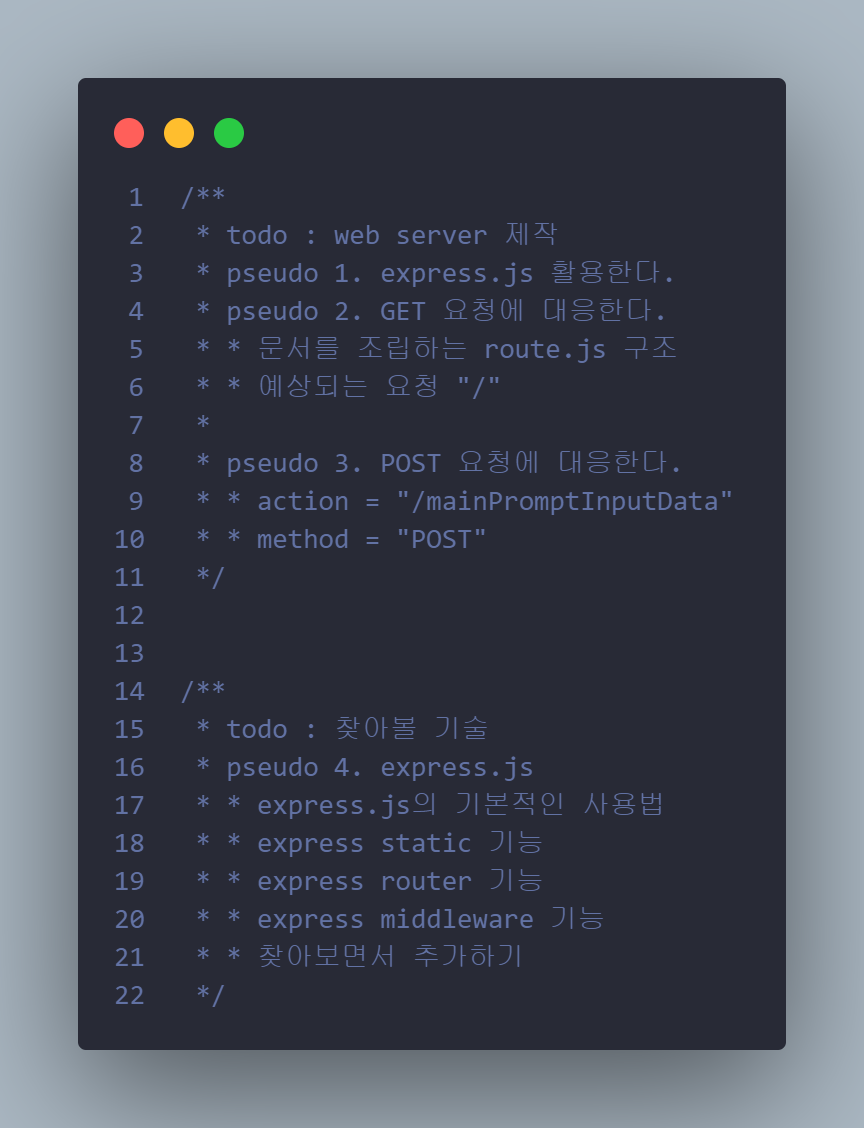 1 /**
2 * todo : web server 제작
3 * pseudo 1. express.js 활용한다.
4 * pseudo 2. GET 요청에 대응한다.
5 * * 문서를 조립하는 route.js 구조
6 * * 예상되는 요청 "/"
7 *
8 * pseudo 3. POST 요청에 대응한다.
9 * * action = "/mainPromptInputData"
10 * * method = "POST"
11 */
12
13
14 /**
15 * todo : 찾아볼 기술
16 * pseudo 4. express.js
17 * * express.js의 기본적인 사용법
18 * * express static 기능
19 * * express router 기능
20 * * express middleware 기능
21 * * 찾아보면서 추가하기
22 */